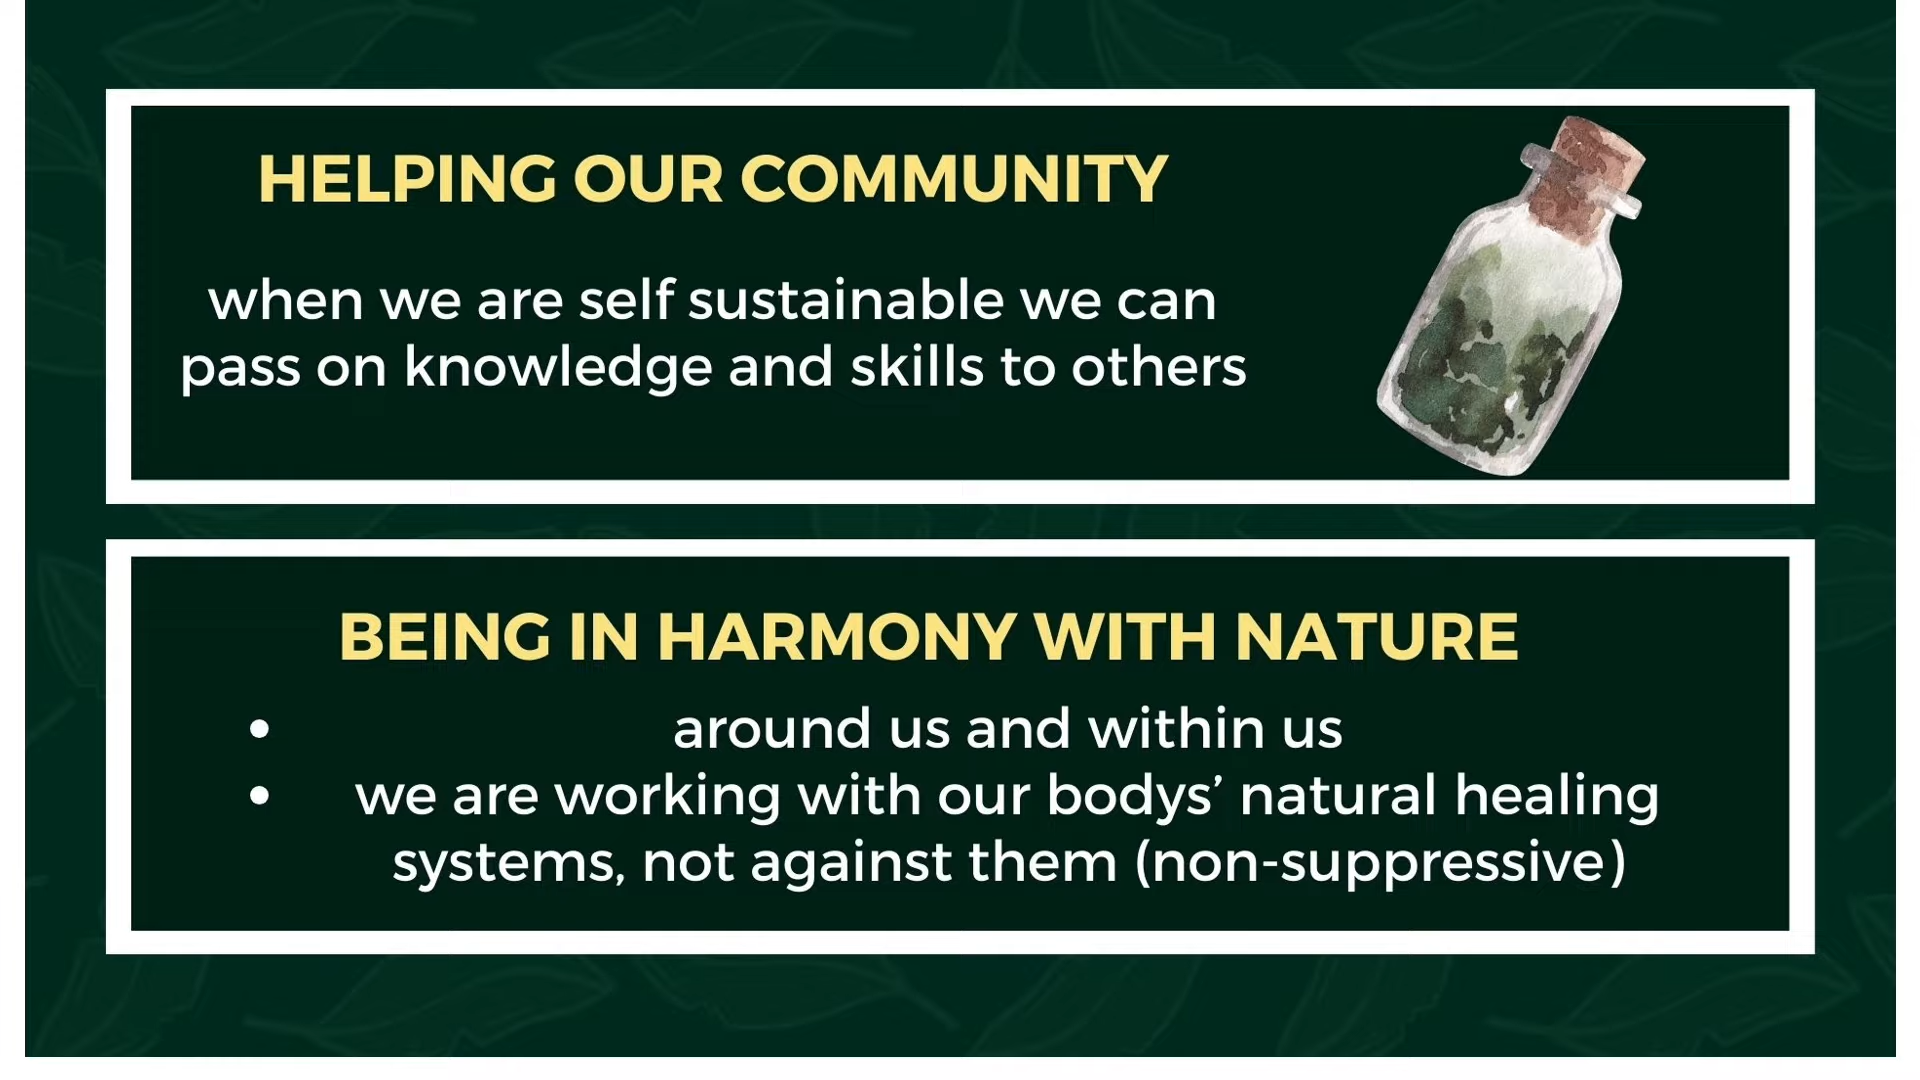 HELPING OUR COMMUNITY
when we are self sustainable we can
pass on knowledge and skills to others
BEING IN HARMONY WITH NATURE
• around us and within us
• we are working with our bodys’ natural healing
systems, not against them (non-suppressive)